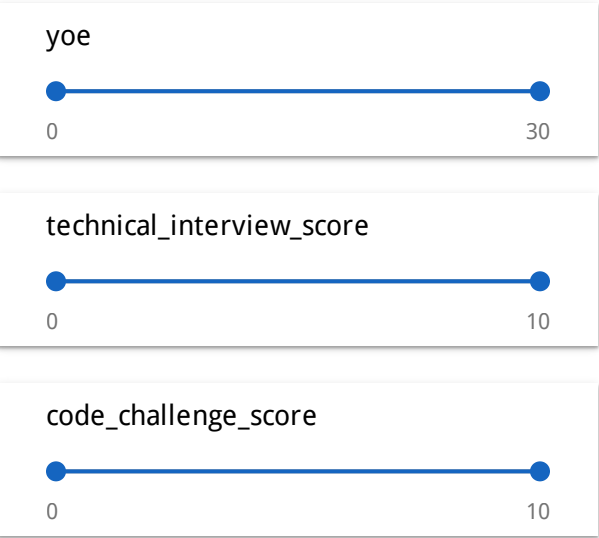 yoe
0 30
technical_interview_score
0 10
code_challenge_score
0 10